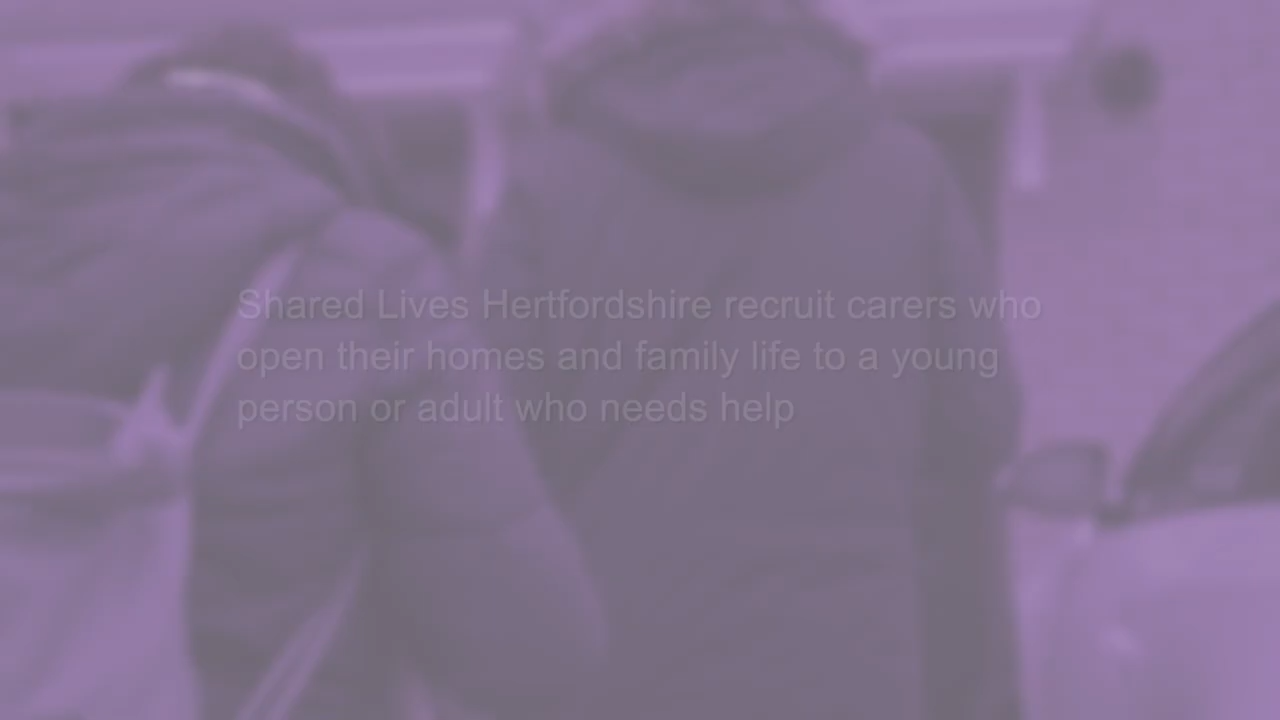 Shared Lives Hertfordshire recruit carers who
open their homes and family life to a young
person or adult who needs help